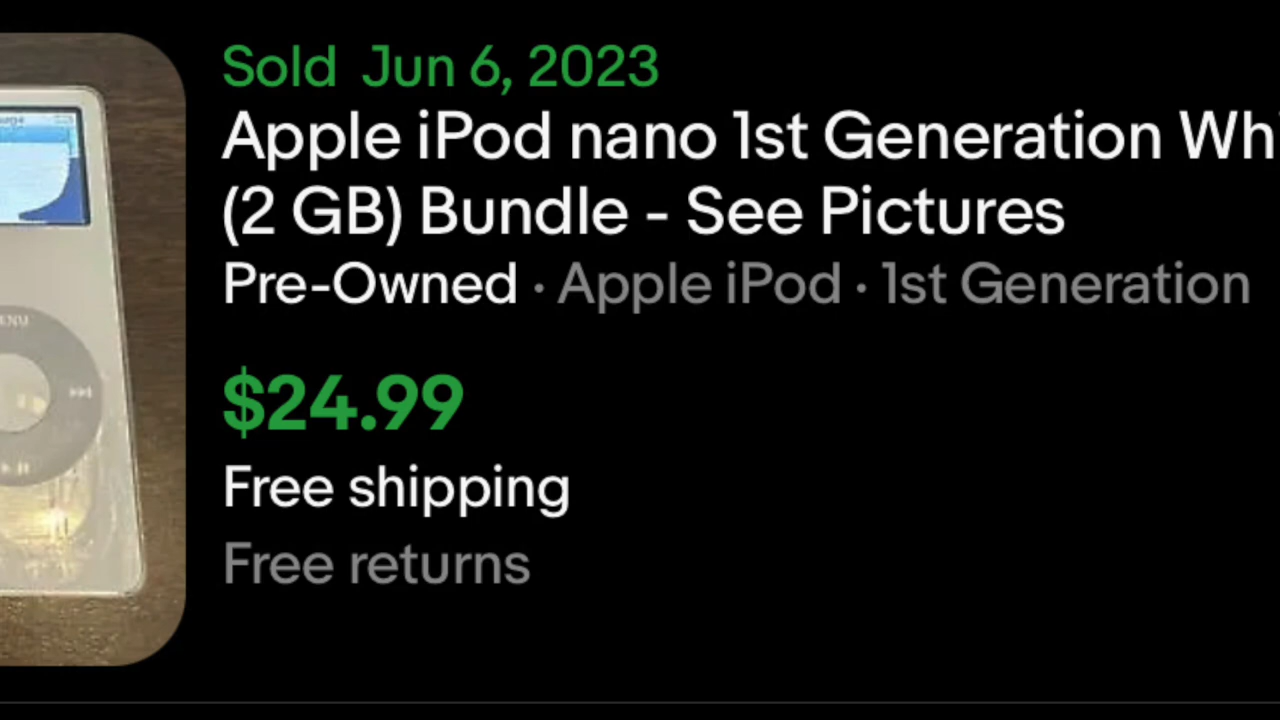 Sold Jun 6, 2023
Apple iPod nano 1st Generation Wh
(2 GB) Bundle - See Pictures
Pre-Owned · Apple iPod · 1st Generation
$24.99
Free shipping
Free returns